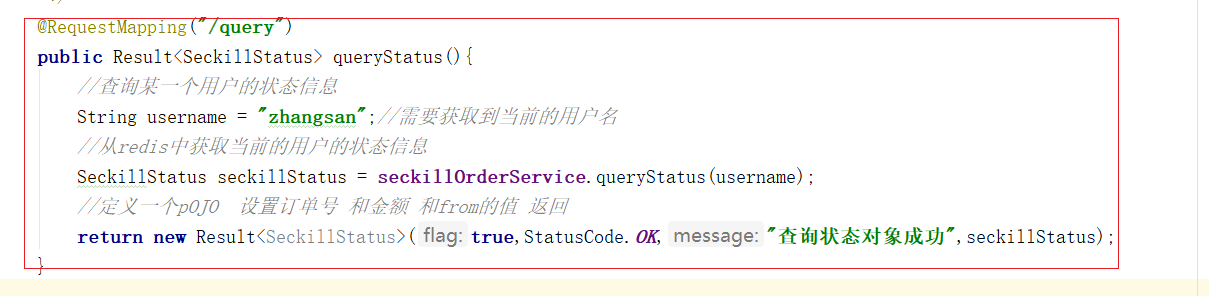 @RequestMapping("/query")
public Result<SeckillStatus> queryStatus(){
//查询某一个用户的状态信息
String username = "zhangsan";//需要获取到当前的用户名
//从redis中获取当前的用户的状态信息
SeckillStatus seckillStatus = seckillOrderService.queryStatus(username);
//定义一个pOJO 设置订单号 和金额 和from的值 返回
return new Result<SeckillStatus>( flag: true,StatusCode.OK, message: "查询状态对象成功",seckillStatus);
}